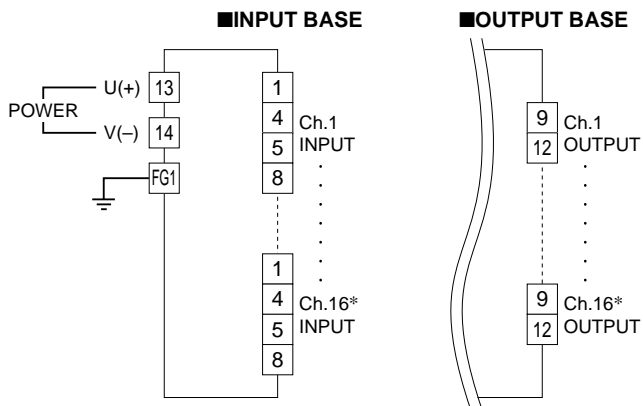 ■INPUT BASE
■OUTPUT BASE
POWER
U(+) 13
V(–) 14
FG1
1
4
5
8
Ch.1
INPUT
1
4
5
8
Ch.16*
INPUT
9
12
Ch.1
OUTPUT
9
12
Ch.16*
OUTPUT